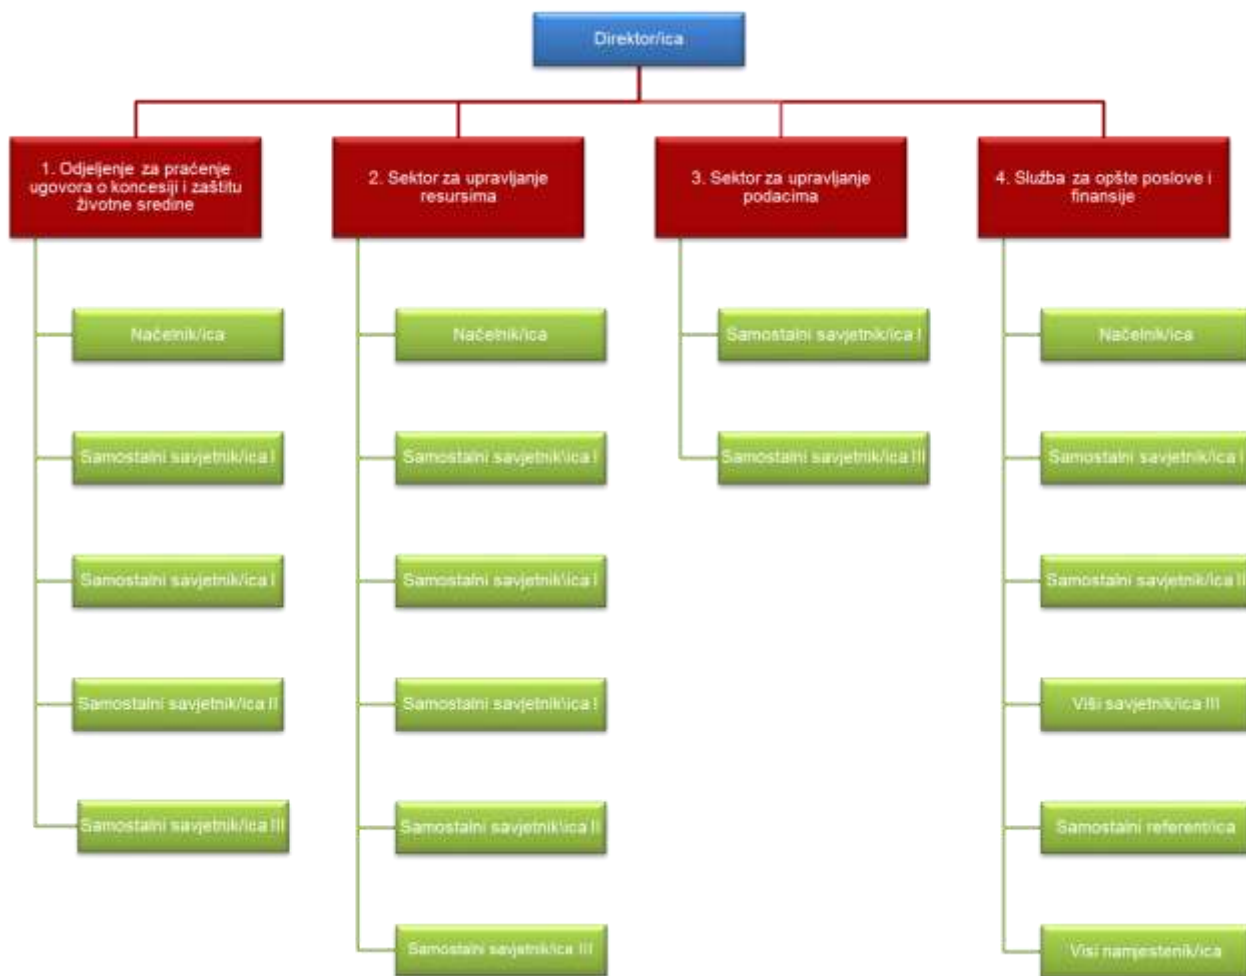 Direktor/ica
1. Odjeljenje za praćenje
ugovora o koncesiji i zaštitu
životne sredine
Načelnik/ica
Samostalni savjetnik/ica I
Samostalni savjetnik/ica I
Samostalni savjetnik/ica II
Samostalni savjetnik/ica III
2. Sektor za upravljanje
resursima
Načelnik/ica
Samostalni savjetnik\ica I
Samostalni savjetnik\ica I
Samostalni savjetnik\ica I
Samostalni savjetnik\ica II
Samostalni savjetnik/ica III
3. Sektor za upravljanje
podacima
Samostalni savjetnik/ica I
Samostalni savjetnik/ica III
4. Služba za opšte poslove i
finansije
Načelnik/ica
Samostalni savjetnik/ica I
Samostalni savjetnik/ica II
Viši savjetnik/ica III
Samostalni referent/ica
Visi namjestenik/ica